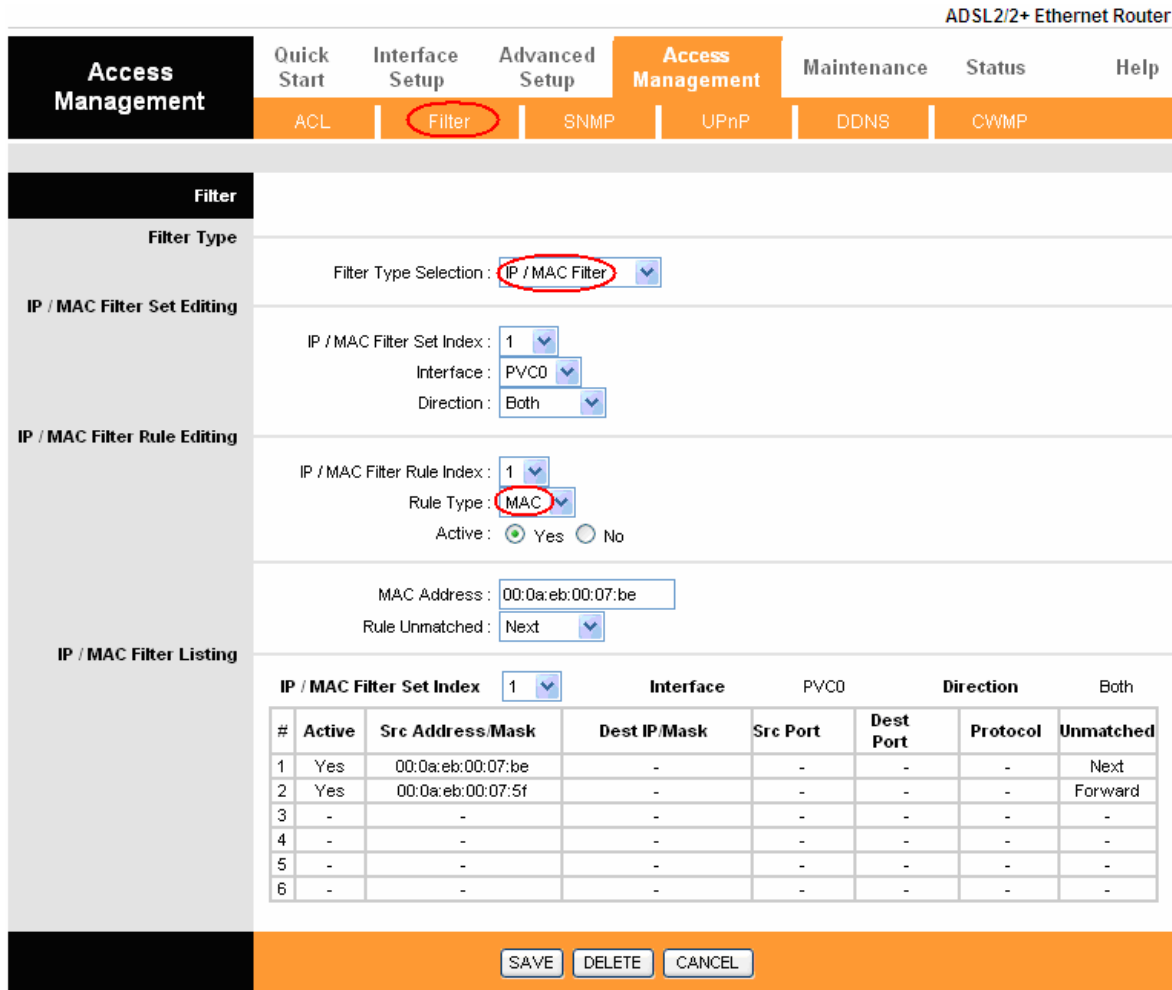 ADSL2/2+ Ethernet Router
Access Management
Quick Start Interface Setup Advanced Setup Access Management Maintenance Status Help
ACL Filter SNMP UPnP DDNS CWMP
Filter
Filter Type
Filter Type Selection : IP / MAC Filter
IP / MAC Filter Set Editing
IP / MAC Filter Set Index : 1
Interface : PVC0
Direction : Both
IP / MAC Filter Rule Editing
IP / MAC Filter Rule Index : 1
Rule Type : MAC
Active : Yes No
MAC Address : 00:0a:eb:00:07:be
Rule Unmatched : Next
IP / MAC Filter Listing
IP / MAC Filter Set Index 1 Interface PVC0 Direction Both
# Active Src Address/Mask Dest IP/Mask Src Port Dest Port Protocol Unmatched
1 Yes 00:0a:eb:00:07:be - - - - Next
2 Yes 00:0a:eb:00:07:5f - - - - Forward
3 - - - - - - -
4 - - - - - - -
5 - - - - - - -
6 - - - - - - -
SAVE DELETE CANCEL